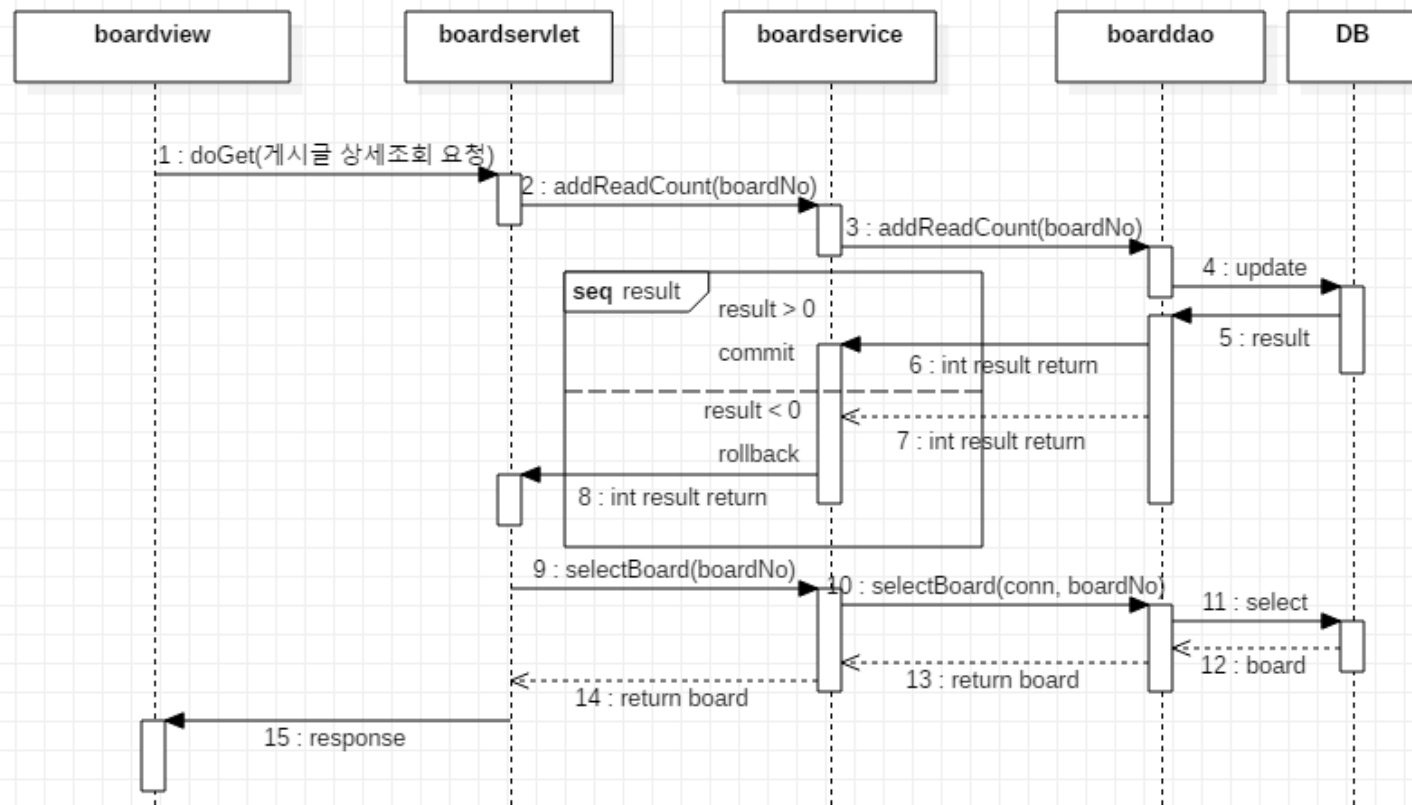 boardview
boardservlet
boardservice
boarddao
DB
1 : doGet(게시글 상세조회 요청)
2 : addReadCount(boardNo)
3 : addReadCount(boardNo)
4 : update
seq result
result > 0
5 : result
commit
6 : int result return
result < 0
7 : int result return
rollback
8 : int result return
9 : selectBoard(boardNo)
10 : selectBoard(conn, boardNo)
11 : select
12 : board
13 : return board
14 : return board
15 : response